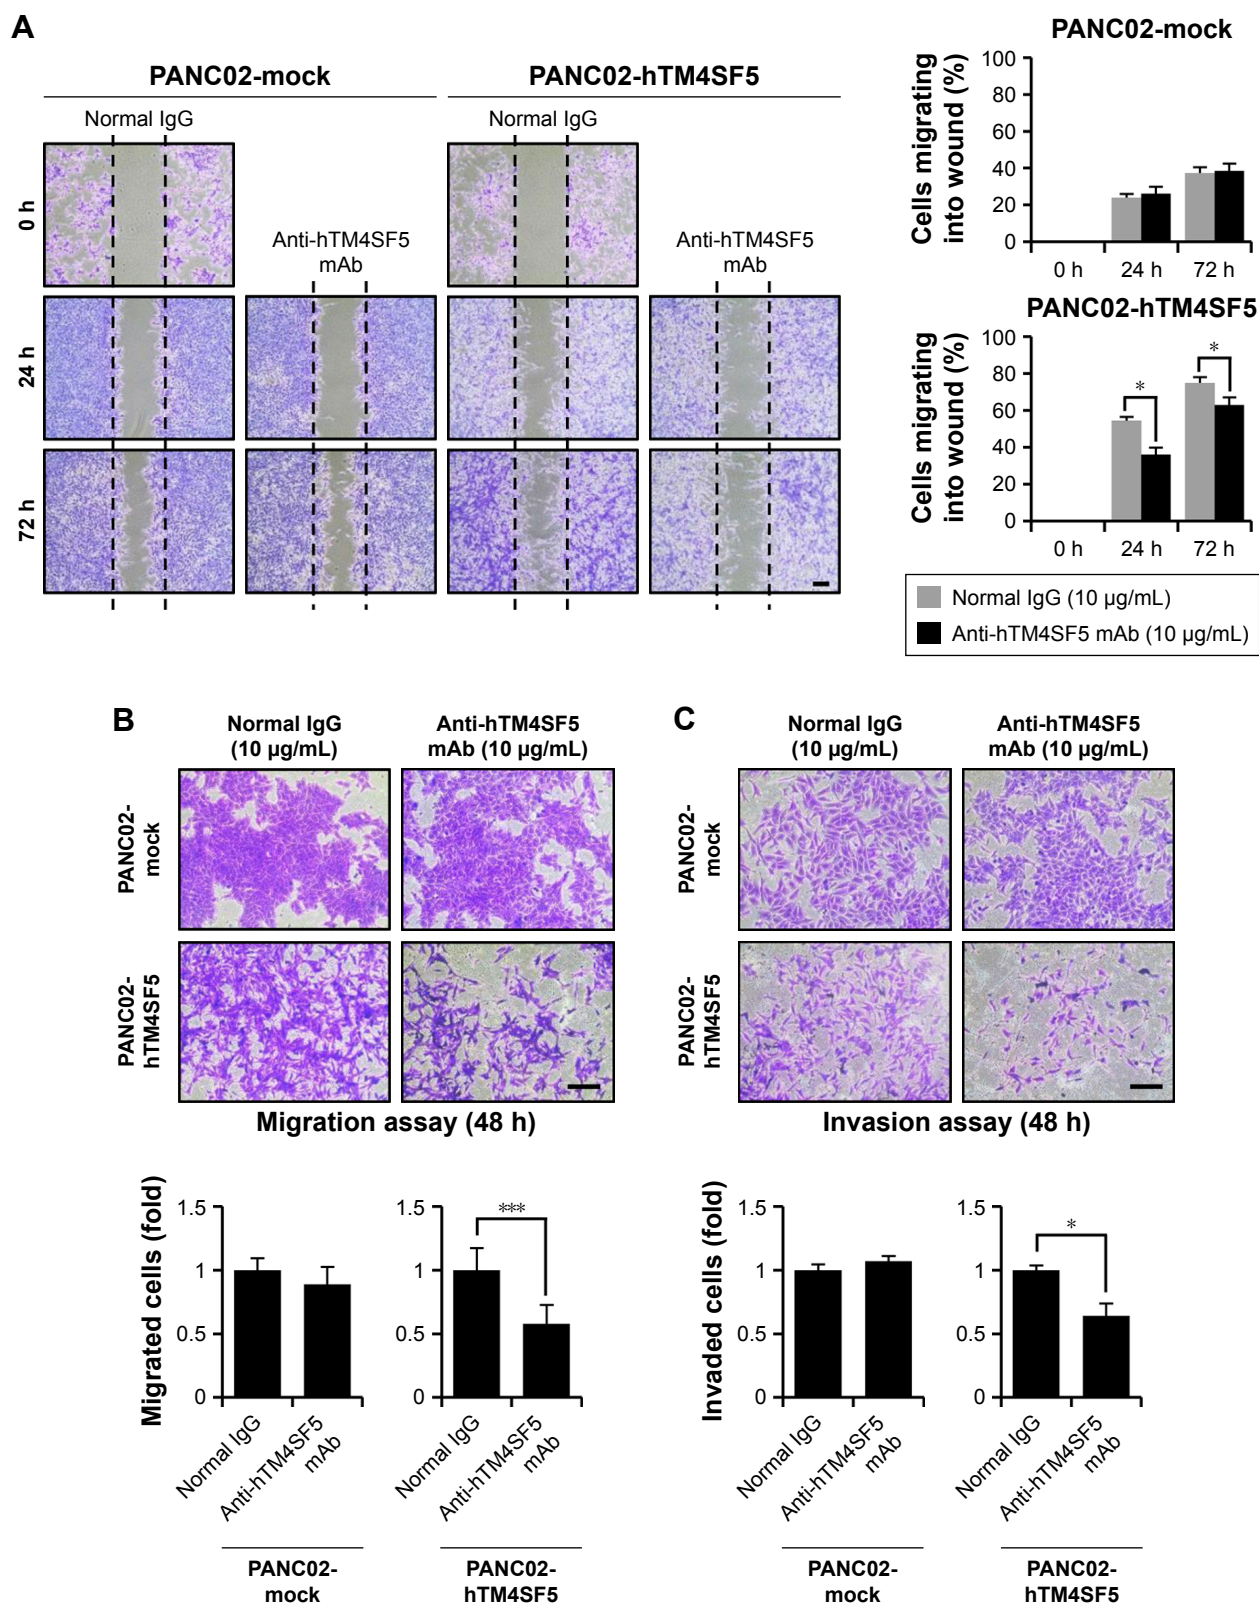 A
PANC02-mock
PANC02-hTM4SF5
Normal IgG
Normal IgG
0 h
Anti-hTM4SF5
mAb
Anti-hTM4SF5
mAb
24 h
72 h
PANC02-mock
Cells migrating
into wound (%)
100
80
60
40
20
0
0 h
24 h
72 h
PANC02-hTM4SF5
Cells migrating
into wound (%)
100
80
60
40
20
0
*
*
0 h
24 h
72 h
Normal IgG (10 µg/mL)
Anti-hTM4SF5 mAb (10 µg/mL)
B
Normal IgG
(10 µg/mL)
Anti-hTM4SF5
mAb (10 µg/mL)
PANC02-
mock
PANC02-
hTM4SF5
Migration assay (48 h)
Migrated cells (fold)
1.5
1
0.5
0
Normal IgG
Anti-hTM4SF5
mAb
PANC02-
mock
1.5
1
0.5
0
***
Normal IgG
Anti-hTM4SF5
mAb
PANC02-
hTM4SF5
C
Normal IgG
(10 µg/mL)
Anti-hTM4SF5
mAb (10 µg/mL)
PANC02-
mock
PANC02-
hTM4SF5
Invasion assay (48 h)
Invaded cells (fold)
1.5
1
0.5
0
Normal IgG
Anti-hTM4SF5
mAb
PANC02-
mock
1.5
1
0.5
0
*
Normal IgG
Anti-hTM4SF5
mAb
PANC02-
hTM4SF5